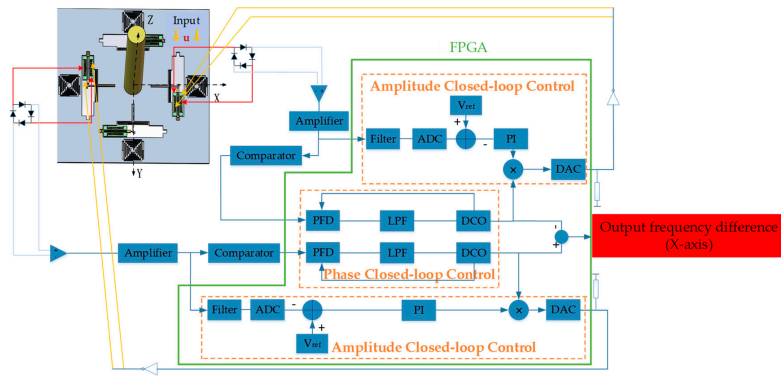 Z
Input
u
X
Y
FPGA
Amplitude Closed-loop Control
Vref
+
-
Amplifier
Filter
ADC
PI
Comparator
×
DAC
PFD
LPF
DCO
-
+
Output frequency difference
(X-axis)
Amplifier
Comparator
PFD
LPF
DCO
Phase Closed-loop Control
Filter
ADC
-
+
PI
×
DAC
Vref
Amplitude Closed-loop Control